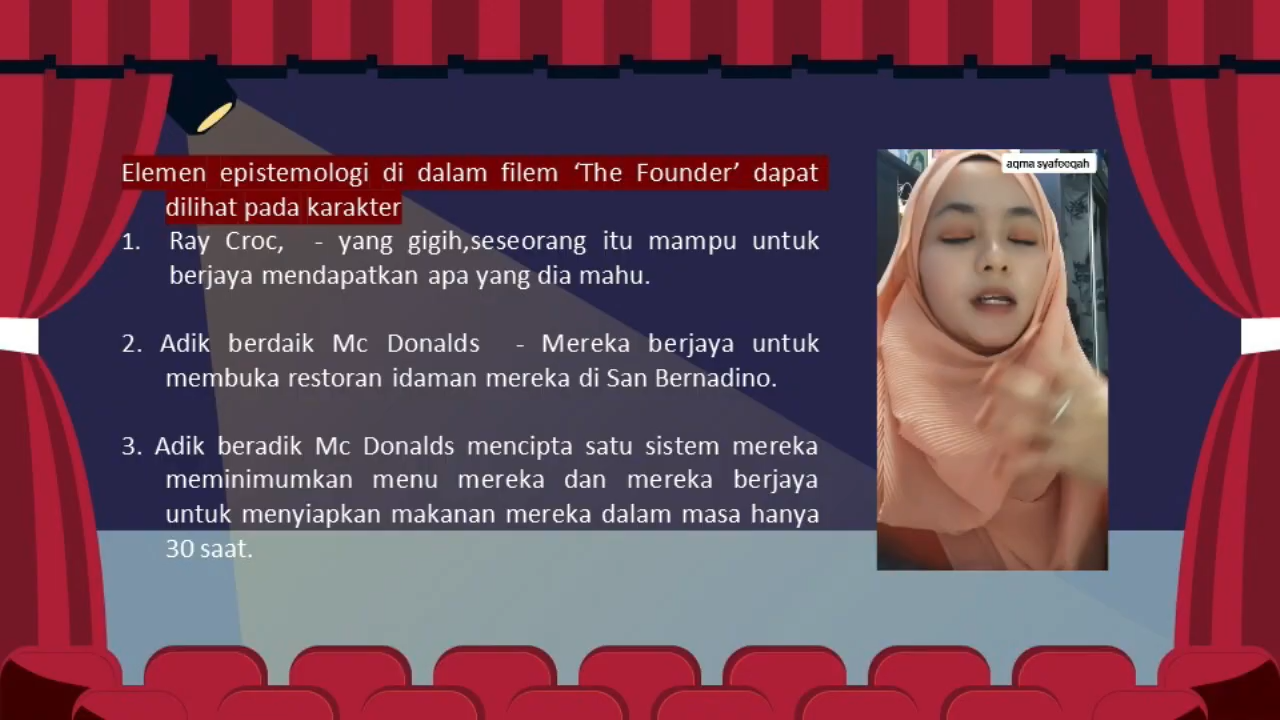 Elemen epistemologi di dalam filem ‘The Founder’ dapat
dilihat pada karakter
1. Ray Croc, - yang gigih,seseorang itu mampu untuk
berjaya mendapatkan apa yang dia mahu.
2. Adik berdaik Mc Donalds - Mereka berjaya untuk
membuka restoran idaman mereka di San Bernadino.
3. Adik beradik Mc Donalds mencipta satu sistem mereka
meminimumkan menu mereka dan mereka berjaya
untuk menyiapkan makanan mereka dalam masa hanya
30 saat.
aqma syafeeqah